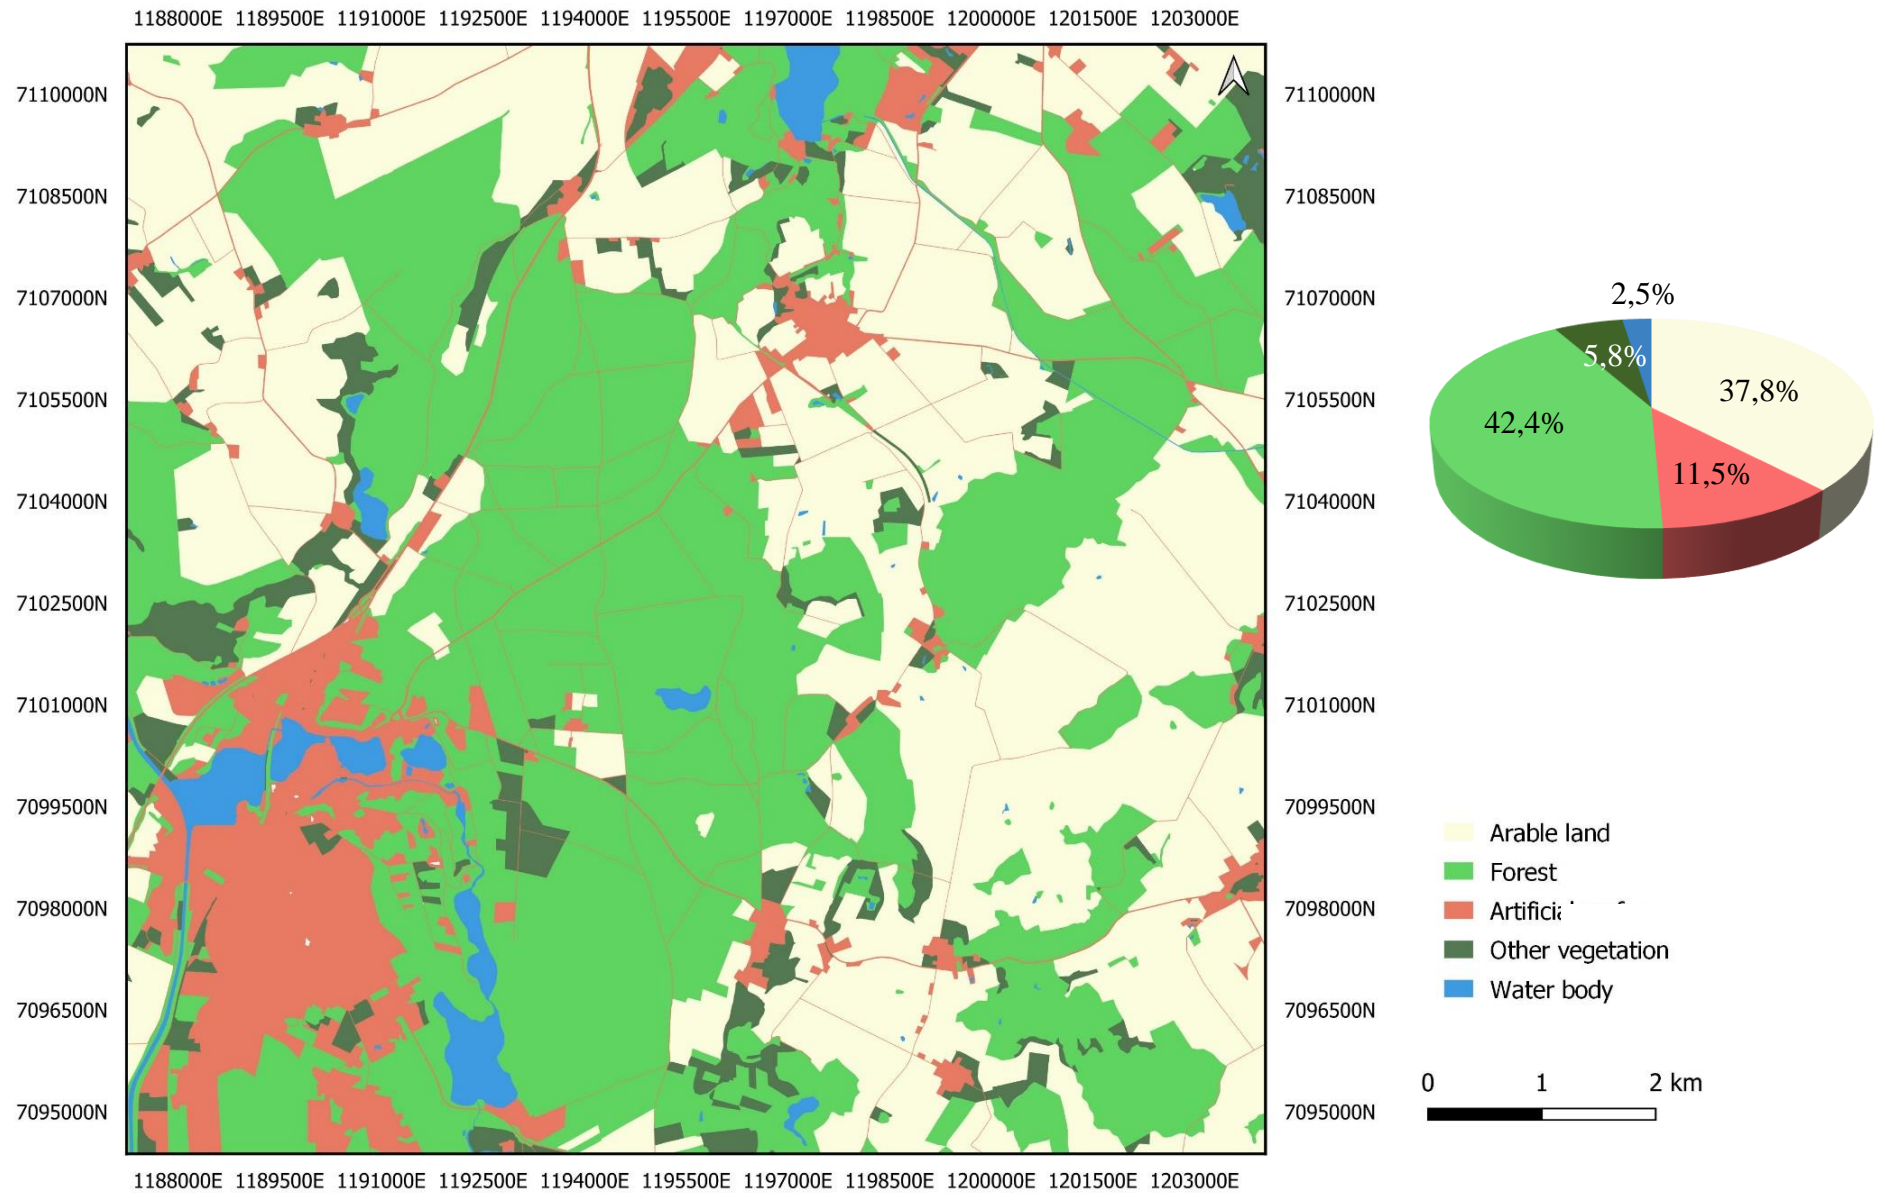 1188000E 1189500E 1191000E 1192500E 1194000E 1195500E 1197000E 1198500E 1200000E 1201500E 1203000E
7110000N 7110000N
7108500N 7108500N
7107000N 7107000N
7105500N 7105500N
7104000N 7104000N
7102500N 7102500N
7101000N 7101000N
7099500N 7099500N
7098000N 7098000N
7096500N 7096500N
7095000N 7095000N
1188000E 1189500E 1191000E 1192500E 1194000E 1195500E 1197000E 1198500E 1200000E 1201500E 1203000E
2,5%
5,8%
37,8%
42,4%
11,5%
Arable land
Forest
Other vegetation
Water body
0 1 2 km